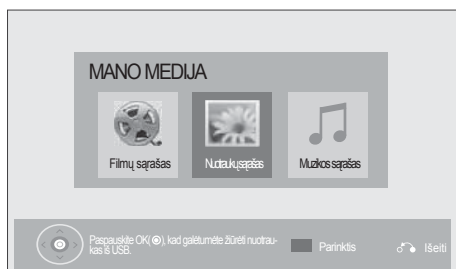 MANO MEDIJA
Filmų sąrašas
Nuotraukų sąrašas
Muzikos sąrašas
Paspauskite OK(◉), kad galėtumėte žiūrėti nuotrau-
kas iš USB.
Parinktis
Išeiti